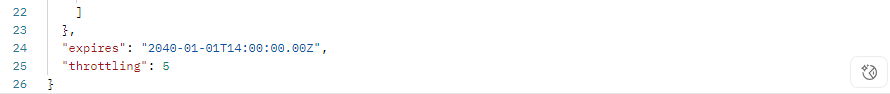 22 ]
23 },
24 "expires": "2040-01-01T14:00:00.00Z",
25 "throttling": 5
26 }